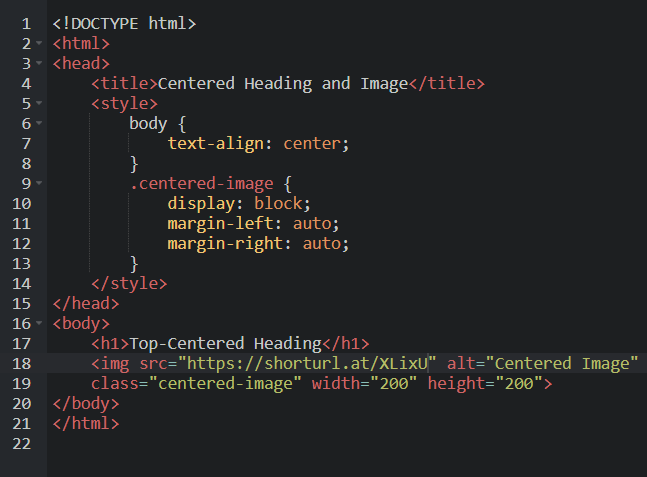 1 <!DOCTYPE html>
2 <html>
3 <head>
4     <title>Centered Heading and Image</title>
5     <style>
6         body {
7             text-align: center;
8         }
9         .centered-image {
10             display: block;
11             margin-left: auto;
12             margin-right: auto;
13         }
14     </style>
15 </head>
16 <body>
17     <h1>Top-Centered Heading</h1>
18     <img src="https://shorturl.at/XLixU" alt="Centered Image"
19     class="centered-image" width="200" height="200">
20 </body>
21 </html>
22